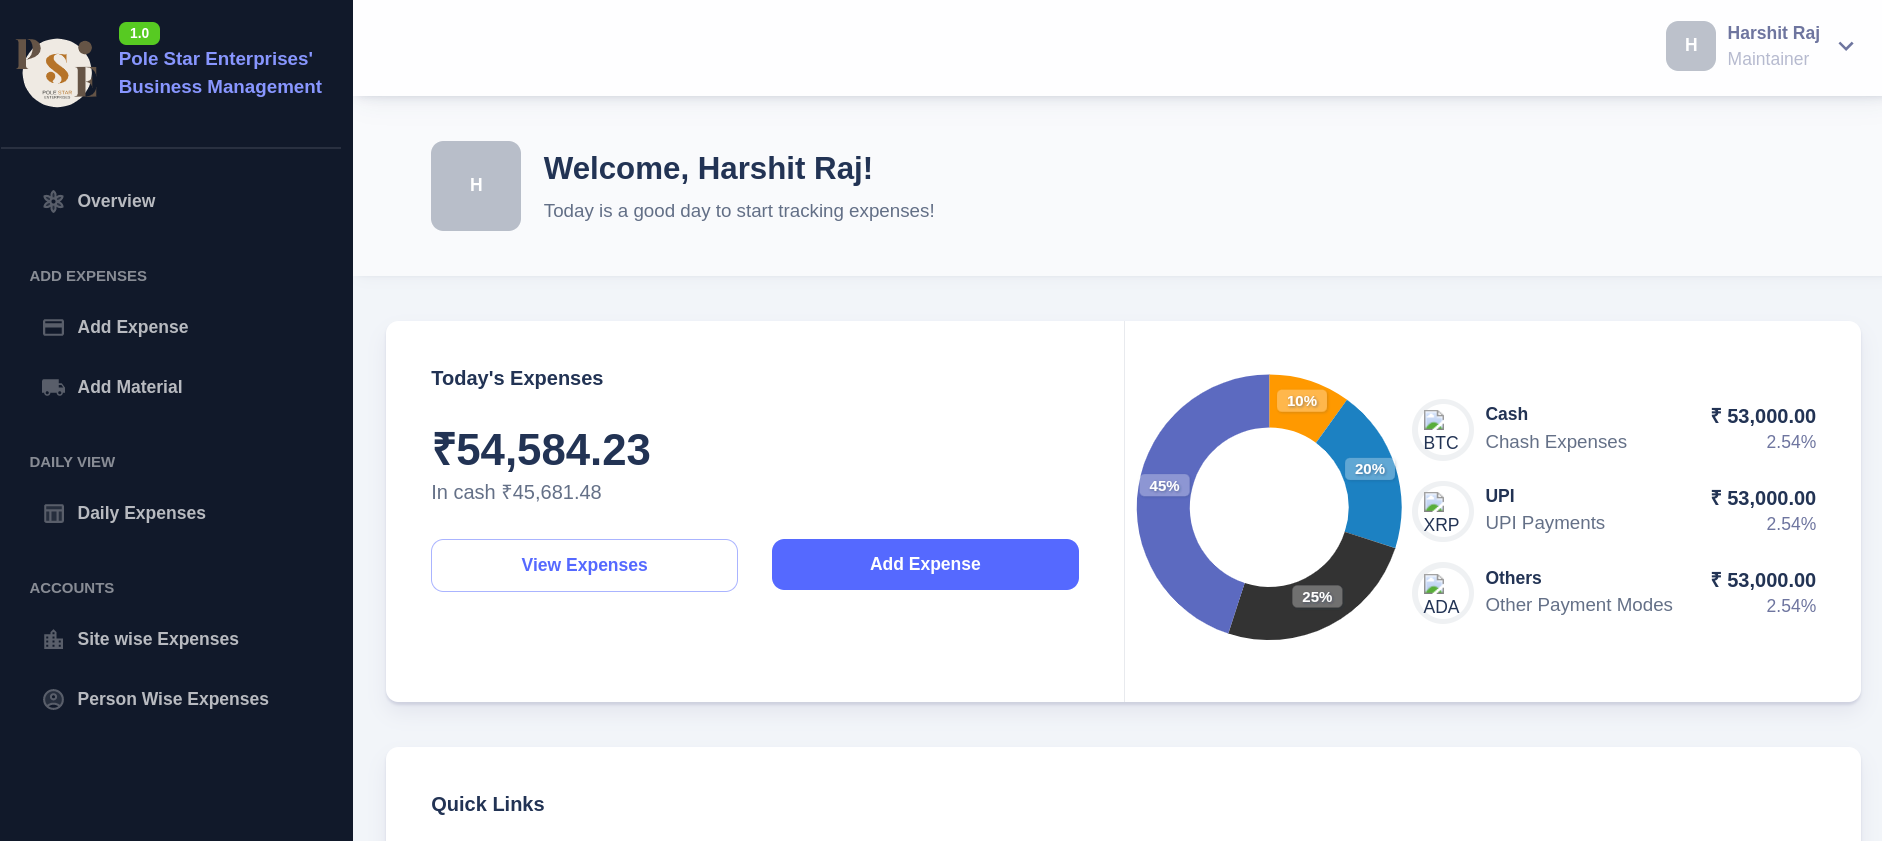 1.0
Pole Star Enterprises'
Business Management
PSE
POLE STAR
ENTERPRISES
Overview
ADD EXPENSES
Add Expense
Add Material
DAILY VIEW
Daily Expenses
ACCOUNTS
Site wise Expenses
Person Wise Expenses
H
Harshit Raj
Maintainer
H
Welcome, Harshit Raj!
Today is a good day to start tracking expenses!
Today's Expenses
₹54,584.23
In cash ₹45,681.48
View Expenses
Add Expense
10%
20%
45%
25%
BTC
Cash
Chash Expenses
₹ 53,000.00
2.54%
XRP
UPI
UPI Payments
₹ 53,000.00
2.54%
ADA
Others
Other Payment Modes
₹ 53,000.00
2.54%
Quick Links